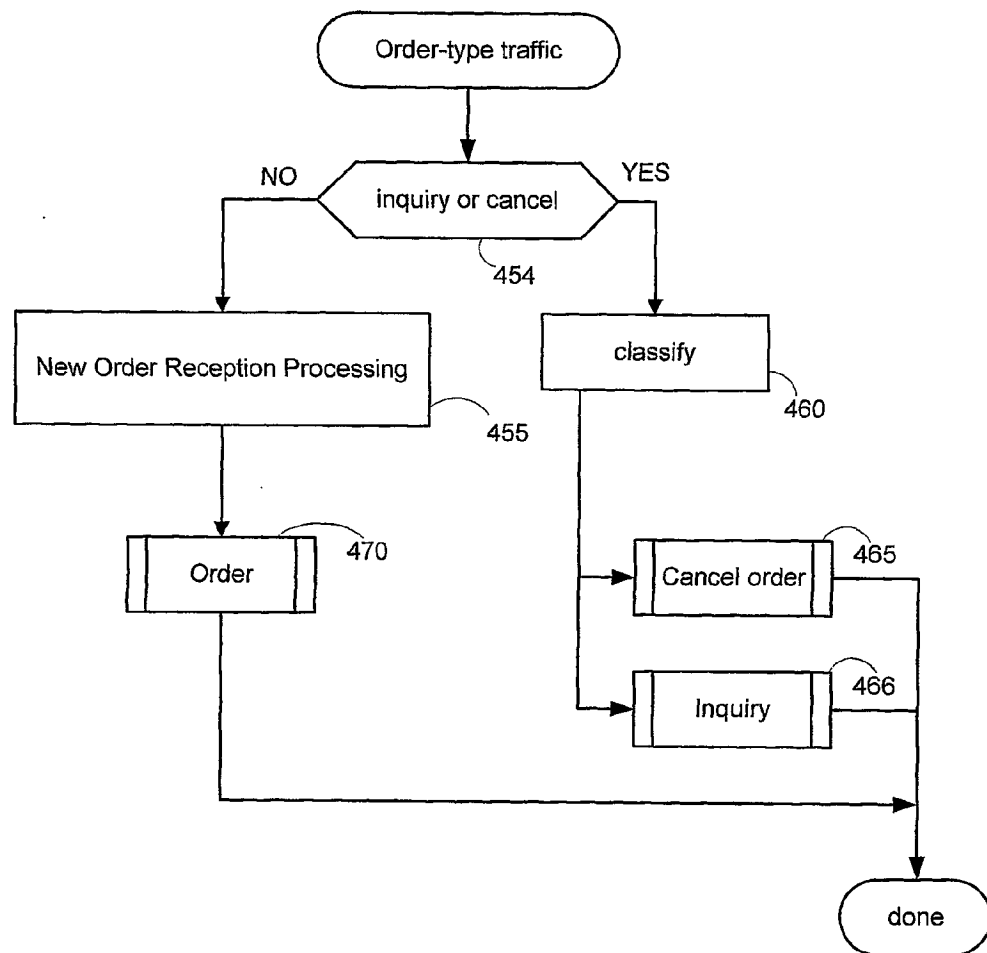 Order-type traffic
NO
YES
inquiry or cancel
454
New Order Reception Processing
455
classify
460
470
Order
465
Cancel order
466
Inquiry
done